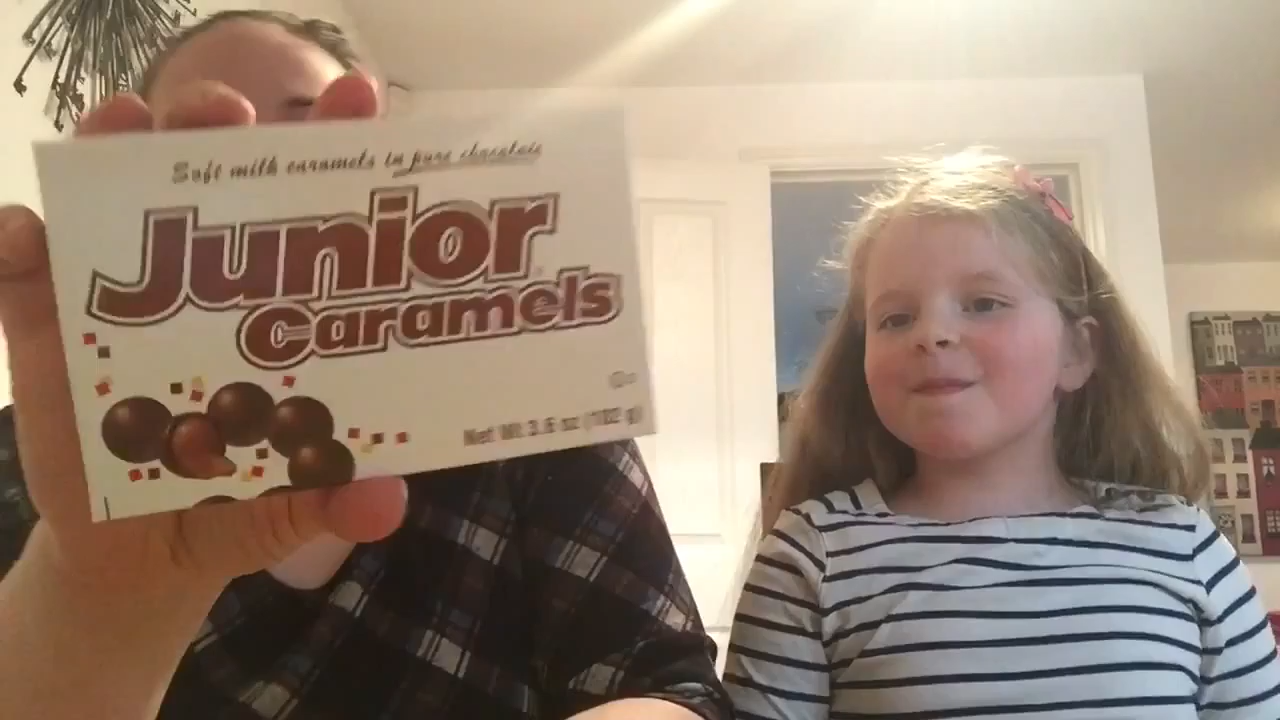 Soft milk caramels in pure chocolate
Junior
Caramels
Net Wt 3.6 oz (102 g)